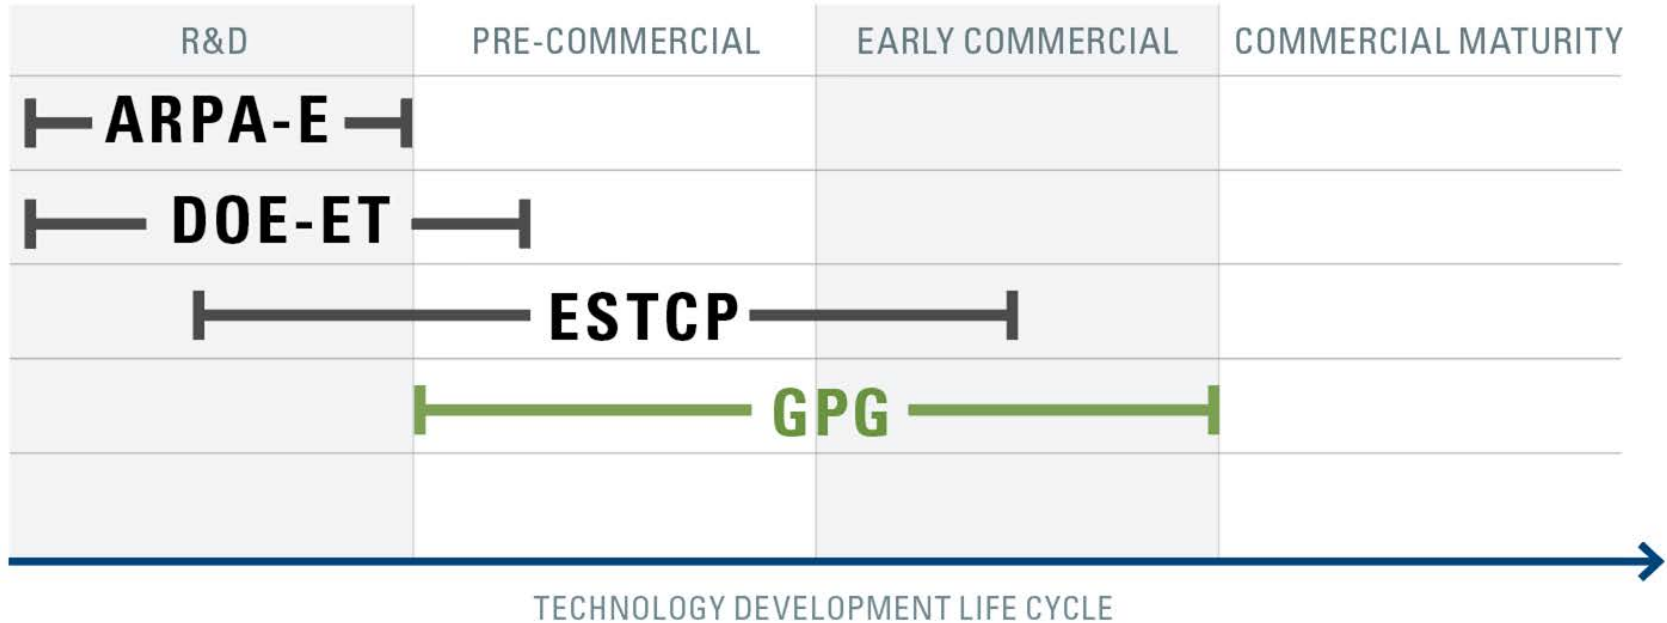 R&D PRE-COMMERCIAL EARLY COMMERCIAL COMMERCIAL MATURITY
ARPA-E
DOE-ET
ESTCP
GPG
TECHNOLOGY DEVELOPMENT LIFE CYCLE